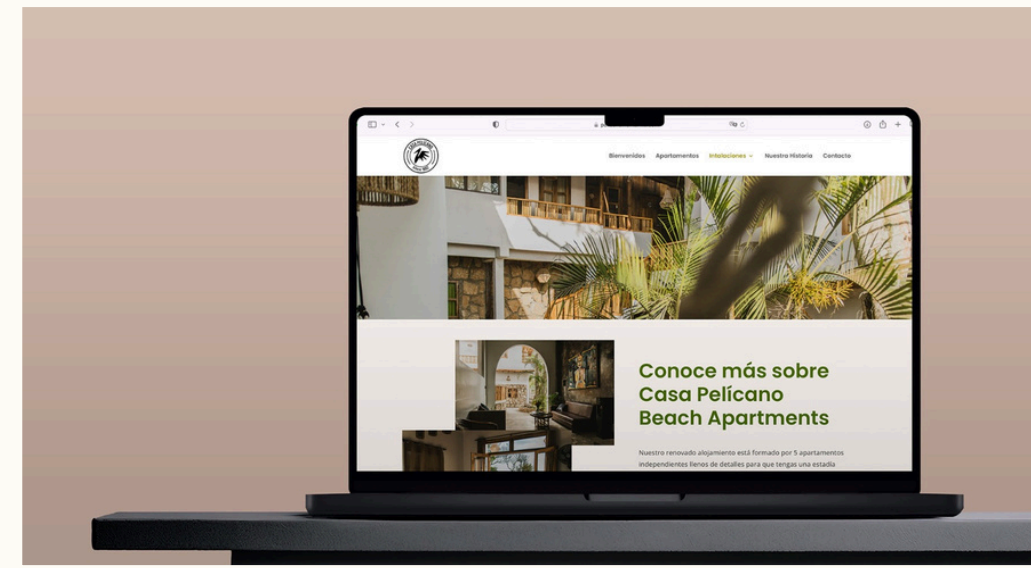 Bienvenidos Apartamentos Intalaciones Nuestra Historia Contacto
Conoce más sobre
Casa Pelícano
Beach Apartments
Nuestro renovado alojamiento está formado por 5 apartamentos
independientes llenos de detalles para que tengas una estadía